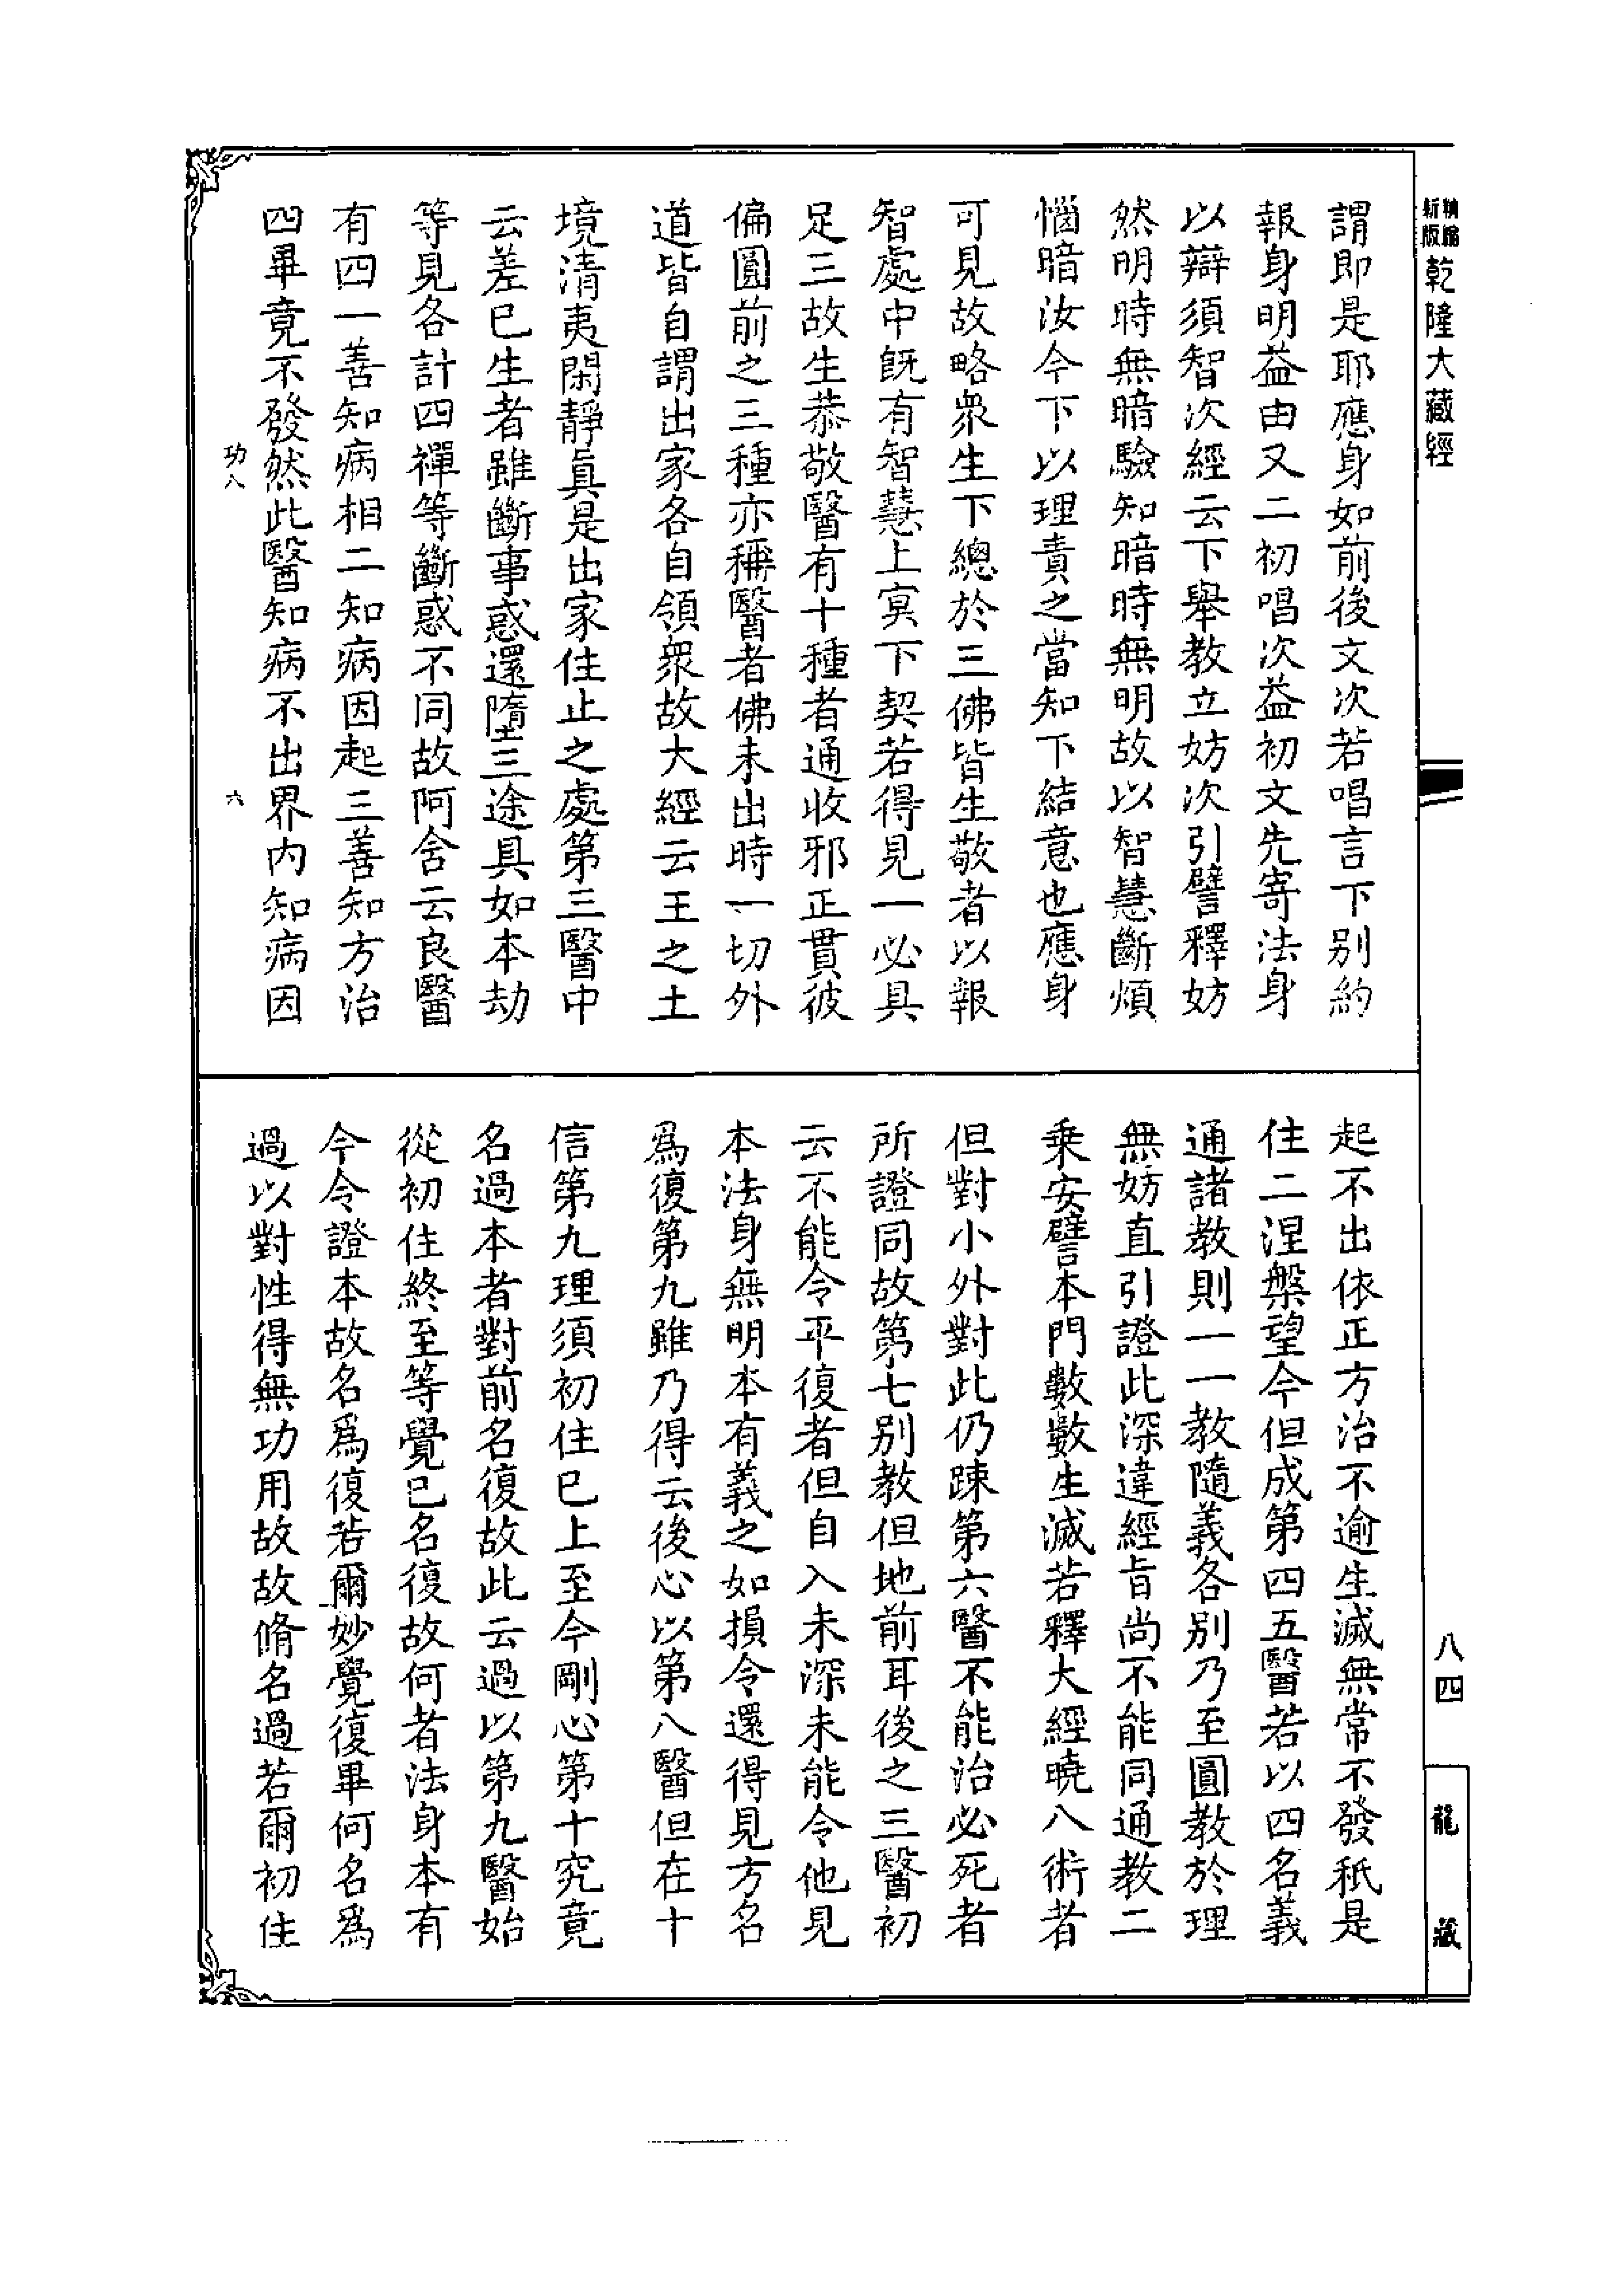 精編
新版
乾隆大藏經
謂即是耶應身如前後文次若唱言下别約
報身明益由又二初唱次益初文先寄法身
以辯須智次經云下舉教立妨次引譬釋妨
然明時無暗驗知暗時無明故以智慧斷煩
惱暗汝今下以理責之當知下結意也應身
可見故略衆生下總於三佛皆生敬者以報
智處中旣有智慧上㝠下契若得見一必具
足三故生恭敬醫有十種者通收邪正貫彼
偏圓前之三種亦稱醫者佛未出時一切外
道皆自謂出家各自領衆故大經云王之土
境清夷閑靜真是出家住止之處第三醫中
云差已生者雖斷事惑還墮三途具如本劫
等見各計四禪等斷惑不同故阿含云良醫
有四一善知病相二知病因起三善知方治
四畢竟不發然此醫知病不出界内知病因
功八
六
起不出依正方治不逾生滅無常不發秖是
住二涅槃望今但成第四五醫若以四名義
通諸教則一一教隨義各别乃至圓教於理
無妨直引證此深違經旨尚不能同通教二
乘安譬本門數數生滅若釋大經曉八術者
但對小外對此仍踈第六醫不能治必死者
所證同故第七别教但地前耳後之三醫初
云不能令平復者但自入未深未能令他見
本法身無明本有義之如損令還得見方名
爲復第九雖乃得云後心以第八醫但在十
信第九理須初住已上至今剛心第十究竟
名過本者對前名復故此云過以第九醫始
從初住終至等覺已名復故何者法身本有
今令證本故名爲復若爾妙覺復畢何名爲
過以對性得無功用故故脩名過若爾初住
八四
龍藏